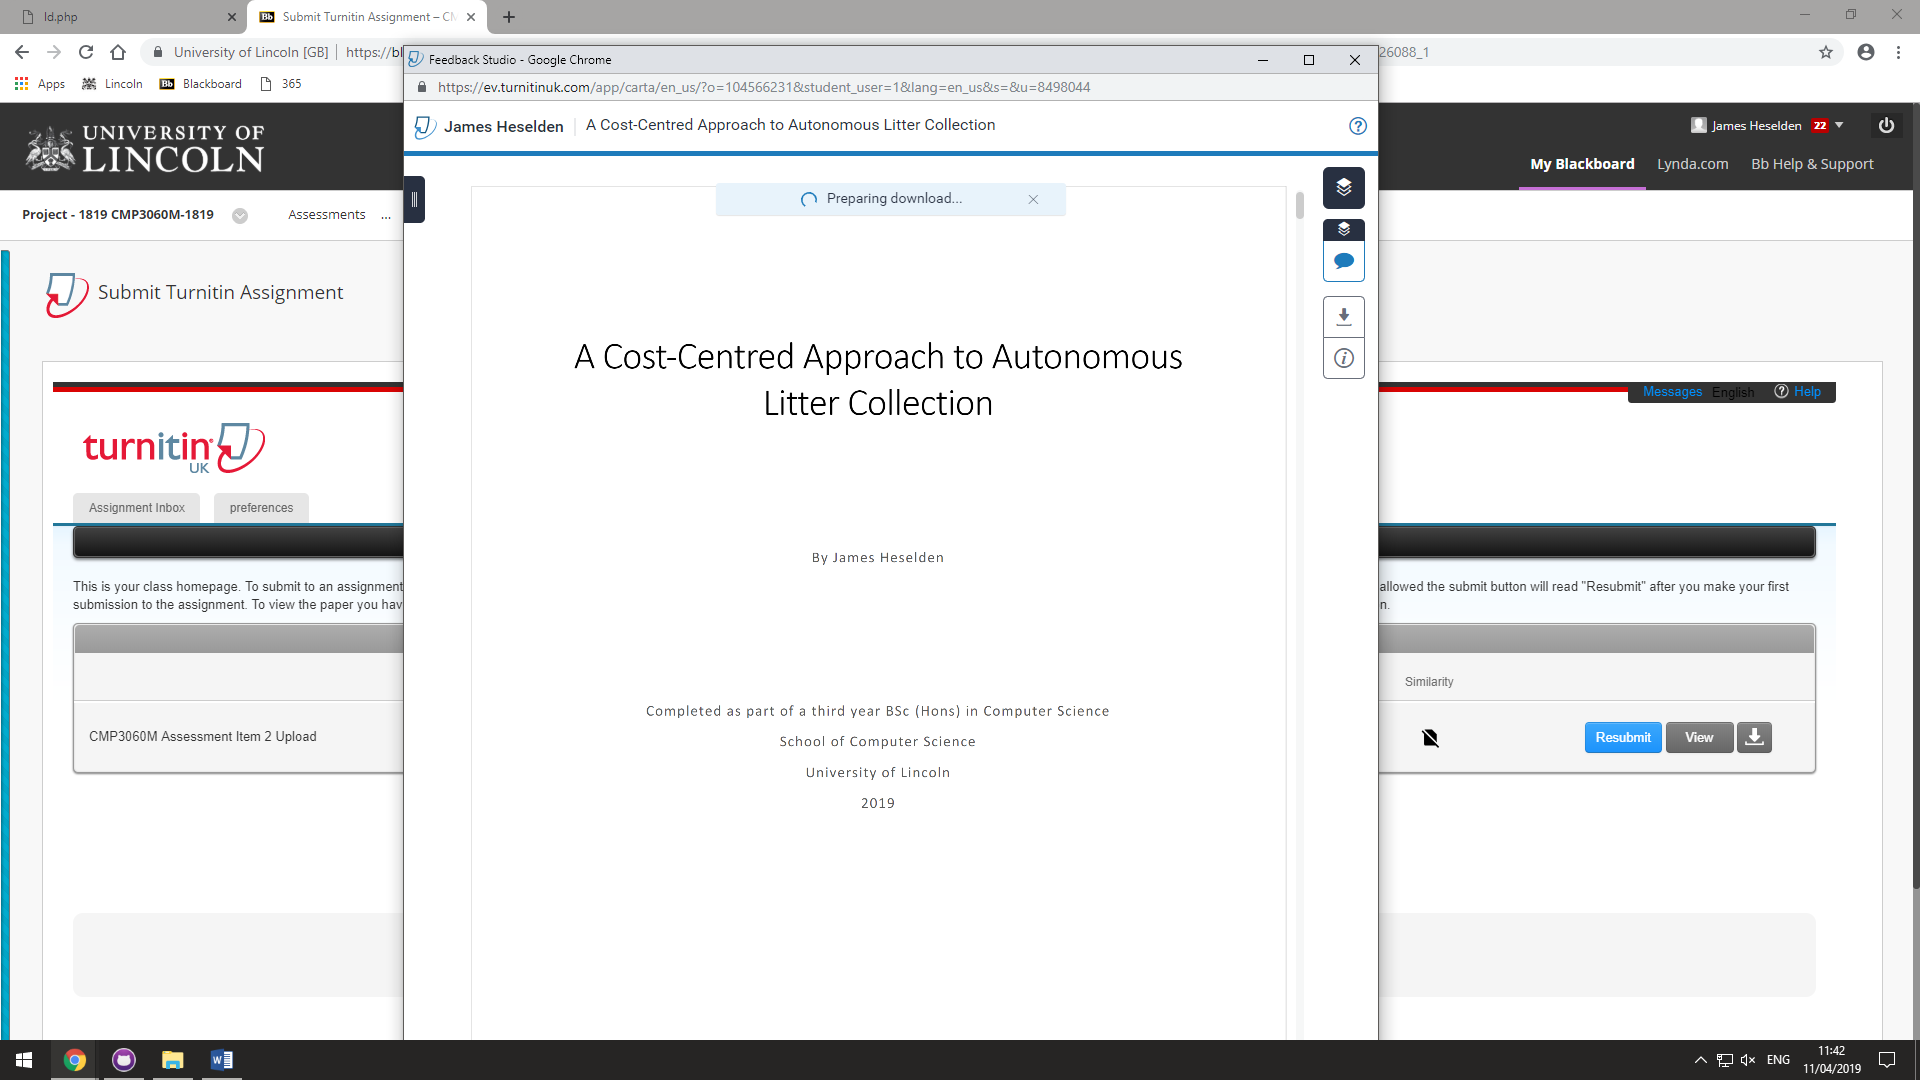 ld.php
Submit Turnitin Assignment – CM
University of Lincoln [GB]
https://bl
26088_1
Apps
Lincoln
Bb Blackboard
365
Feedback Studio - Google Chrome
https://ev.turnitinuk.com/app/carta/en_us/?o=104566231&student_user=1&lang=en_us&s=&u=8498044
James Heselden
A Cost-Centred Approach to Autonomous Litter Collection
UNIVERSITY OF
LINCOLN
James Heselden 22
My Blackboard
Lynda.com
Bb Help & Support
Project - 1819 CMP3060M-1819
Assessments
...
Preparing download...
Submit Turnitin Assignment
A Cost-Centred Approach to Autonomous
Litter Collection
By James Heselden
Completed as part of a third year BSc (Hons) in Computer Science
School of Computer Science
University of Lincoln
2019
Messages
English
Help
turnitin
UK
Assignment Inbox
preferences
This is your class homepage. To submit to an assignment
submission to the assignment. To view the paper you hav
allowed the submit button will read "Resubmit" after you make your first
n.
Similarity
CMP3060M Assessment Item 2 Upload
Resubmit
View
ENG
11:42
11/04/2019